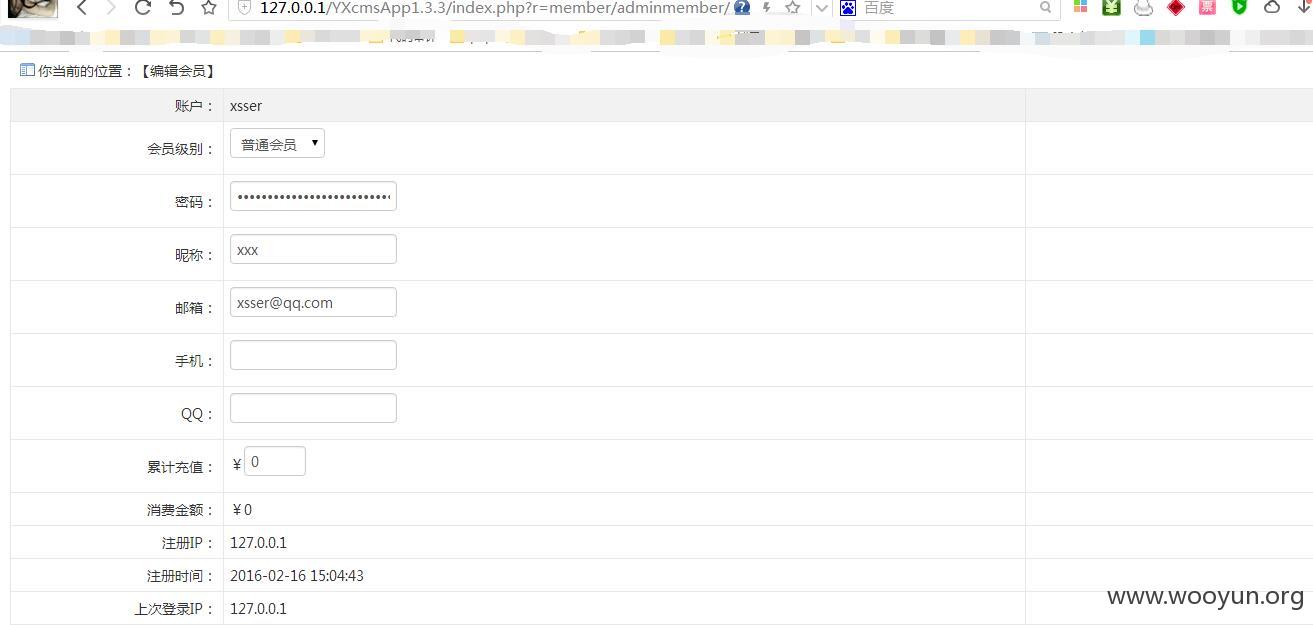 127.0.0.1/YXcmsApp1.3.3/index.php?r=member/adminmember/
百度
你当前的位置：【编辑会员】
账户： xsser
会员级别： 普通会员
密码： ••••••••••••••••••••••••••
昵称： xxx
邮箱： xsser@qq.com
手机：
QQ：
累计充值： ¥ 0
消费金额： ¥0
注册IP： 127.0.0.1
注册时间： 2016-02-16 15:04:43
上次登录IP： 127.0.0.1
www.wooyun.org